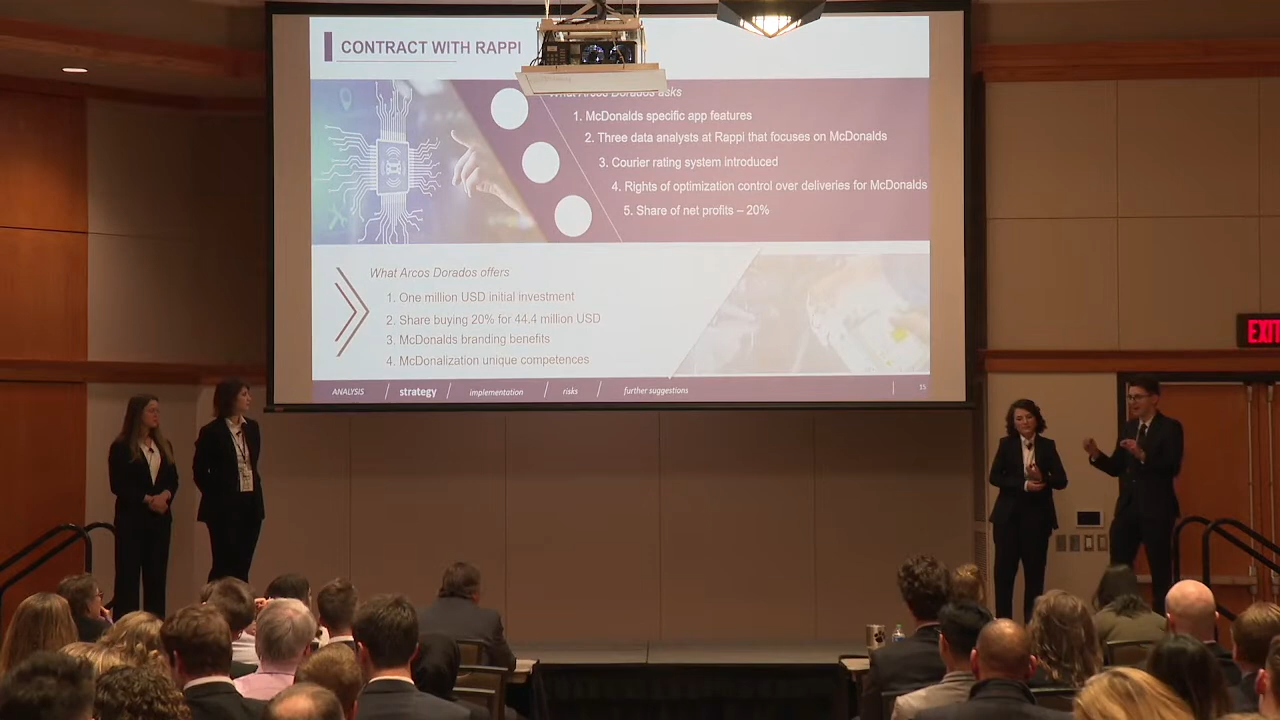 CONTRACT WITH RAPPI
What Arcos Dorados asks
1. McDonalds specific app features
2. Three data analysts at Rappi that focuses on McDonalds
3. Courier rating system introduced
4. Rights of optimization control over deliveries for McDonalds
5. Share of net profits – 20%
What Arcos Dorados offers
1. One million USD initial investment
2. Share buying 20% for 44.4 million USD
3. McDonalds branding benefits
4. McDonalization unique competences
ANALYSIS / strategy / implementation / risks / further suggestions | 15
EXIT